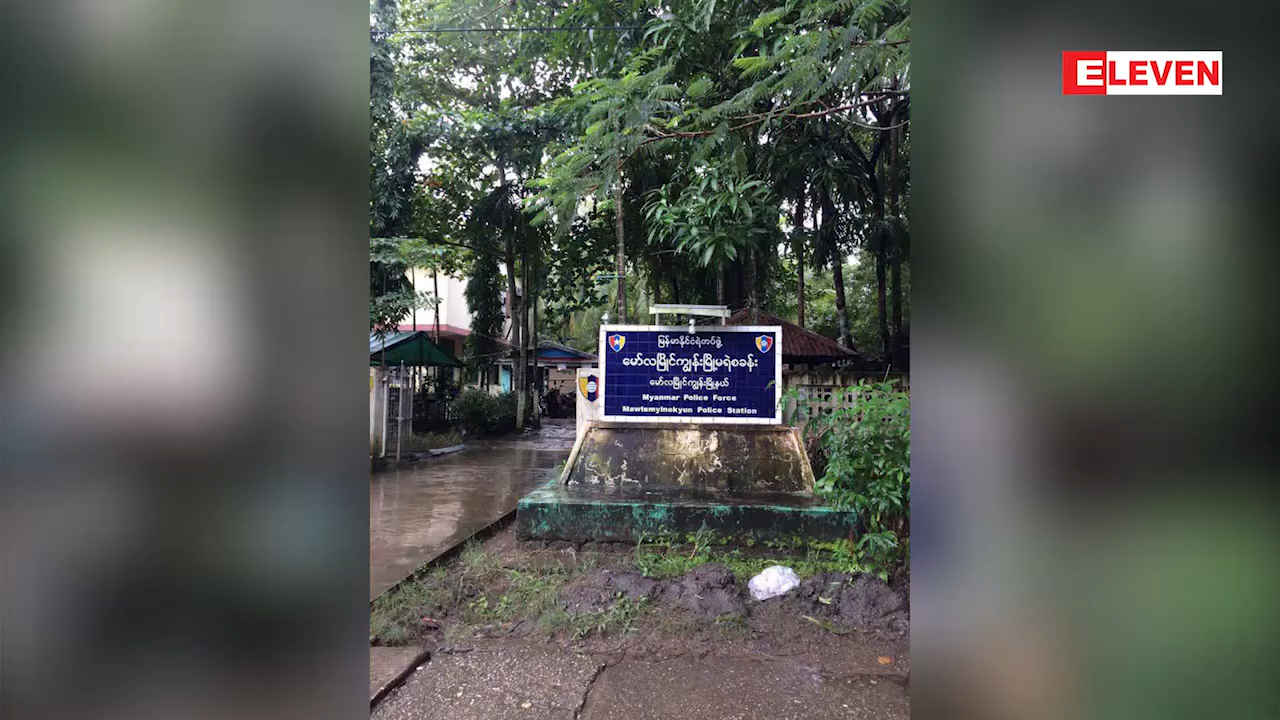 ELEVEN
မြန်မာနိုင်ငံရဲတပ်ဖွဲ့
မော်လမြိုင်ကျွန်းမြို့မရဲစခန်း
မော်လမြိုင်ကျွန်းမြို့နယ်
Myanmar Police Force
Mawlamyinekyun Police Station